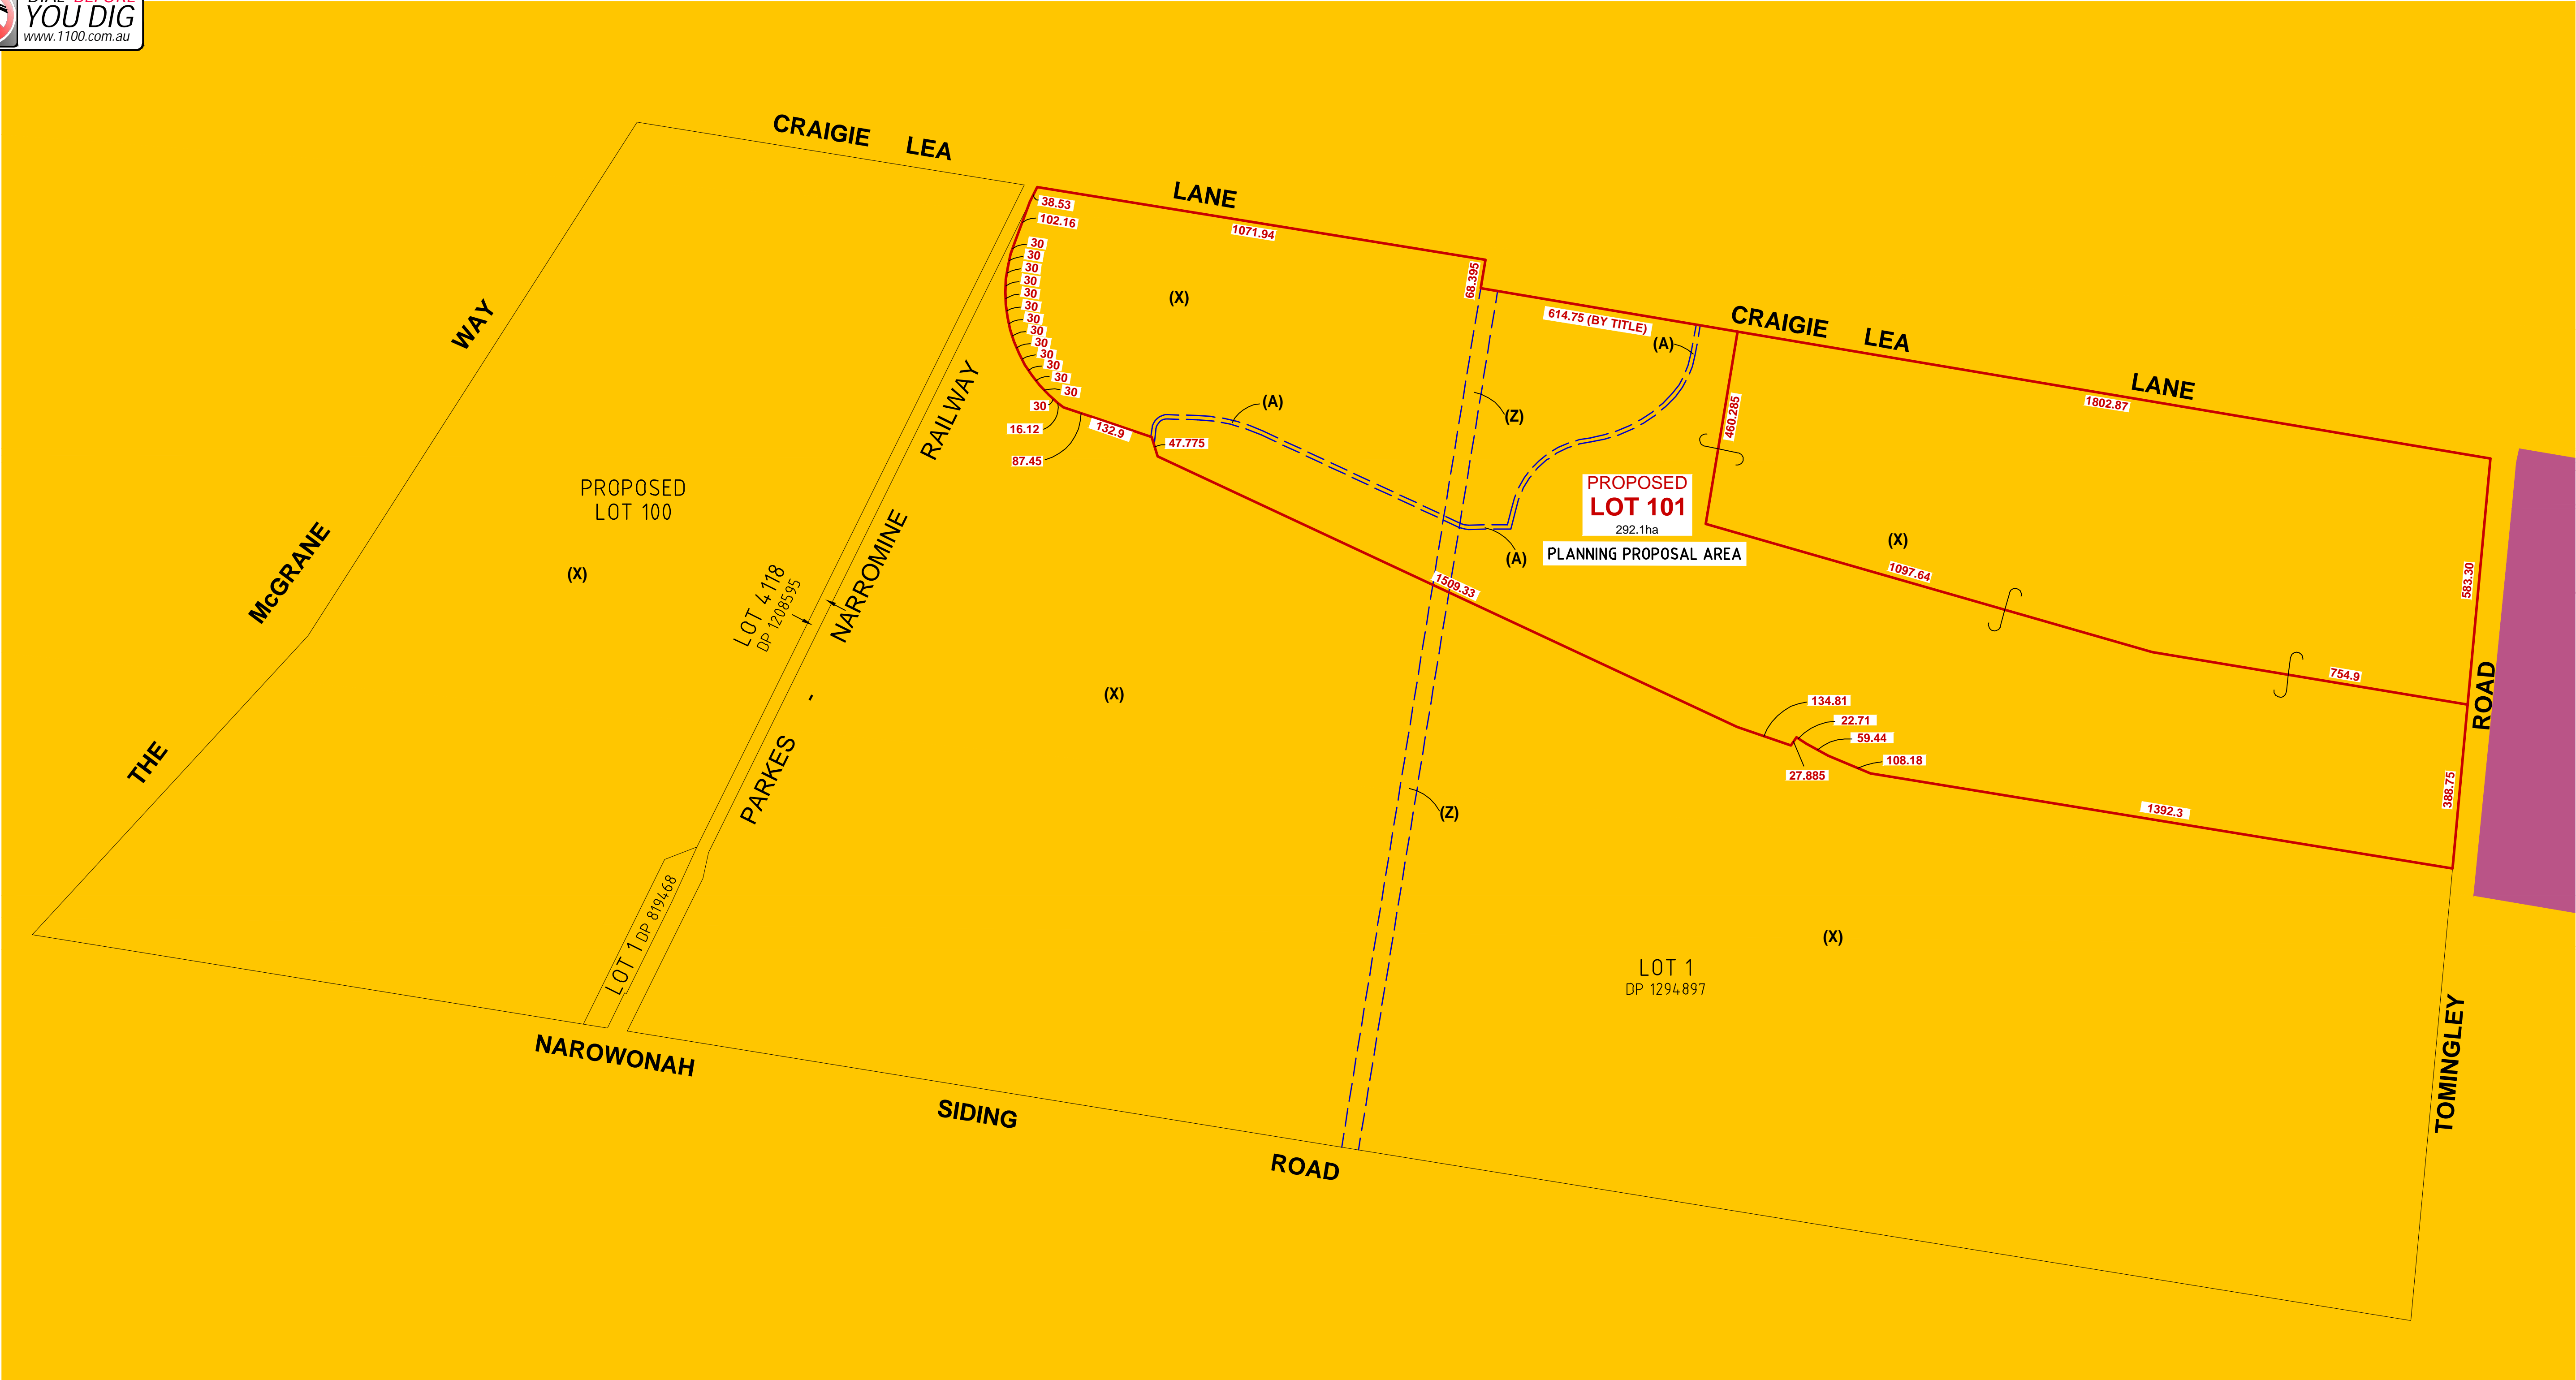 DIAL BEFORE
YOU DIG
www.1100.com.au
CRAIGIE LEA
LANE
38.53
102.16
1071.94
30
30
30
30
30
30
30
30
30
30
30
30
30
30
16.12
87.45
132.9
47.775
(X)
68.395
614.75 (BY TITLE)
(A)
CRAIGIE LEA
LANE
1802.87
460.285
(Z)
(A)
PROPOSED
LOT 101
292.1ha
PLANNING PROPOSAL AREA
(A)
(X)
1097.64
583.30
754.9
ROAD
388.75
1509.33
134.81
22.71
59.44
108.18
27.885
1392.3
WAY
McGRANE
THE
PROPOSED
LOT 100
(X)
LOT 4118
DP 1208595
RAILWAY
NARROMINE
-
PARKES
(X)
(Z)
(X)
LOT 1
DP 1294897
LOT 1 DP 819468
TOMINGLEY
NAROWONAH
SIDING
ROAD